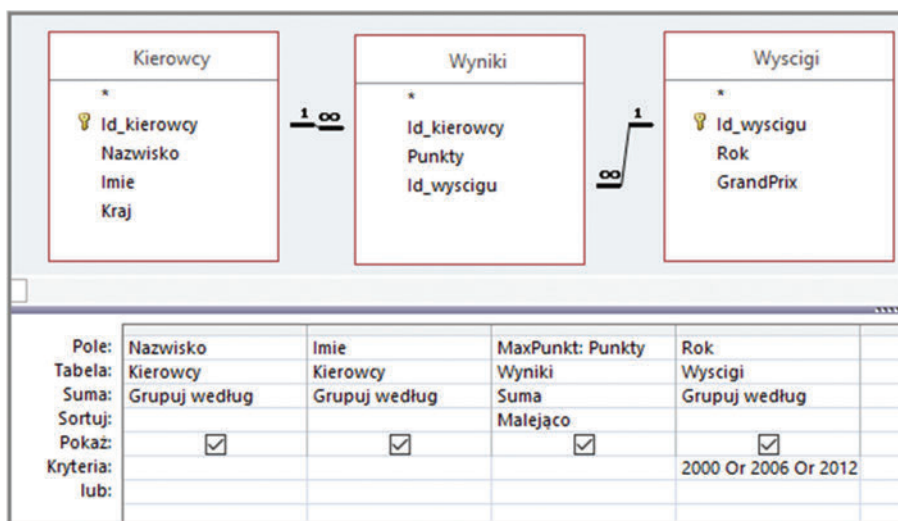 Kierowcy
*
Id_kierowcy
Nazwisko
Imie
Kraj
1 ∞
Wyniki
*
Id_kierowcy
Punkty
Id_wyscigu
∞ 1
Wyscigi
*
Id_wyscigu
Rok
GrandPrix
Pole: Nazwisko Imie MaxPunkt: Punkty Rok
Tabela: Kierowcy Kierowcy Wyniki Wyscigi
Suma: Grupuj według Grupuj według Suma Grupuj według
Sortuj: Malejąco
Pokaż:
Kryteria: 2000 Or 2006 Or 2012
lub: